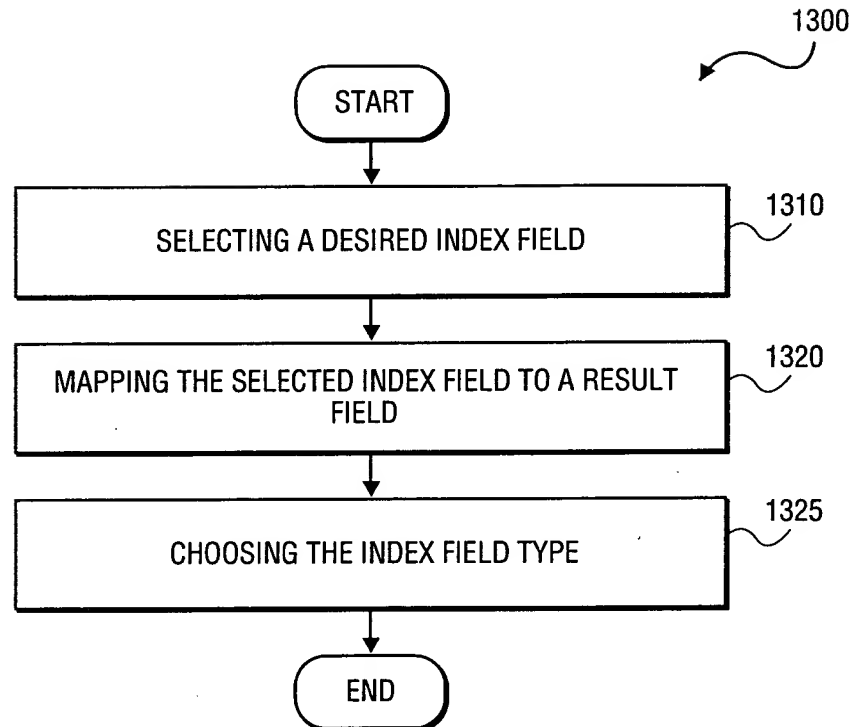 1300
START
1310
SELECTING A DESIRED INDEX FIELD
1320
MAPPING THE SELECTED INDEX FIELD TO A RESULT
FIELD
1325
CHOOSING THE INDEX FIELD TYPE
END